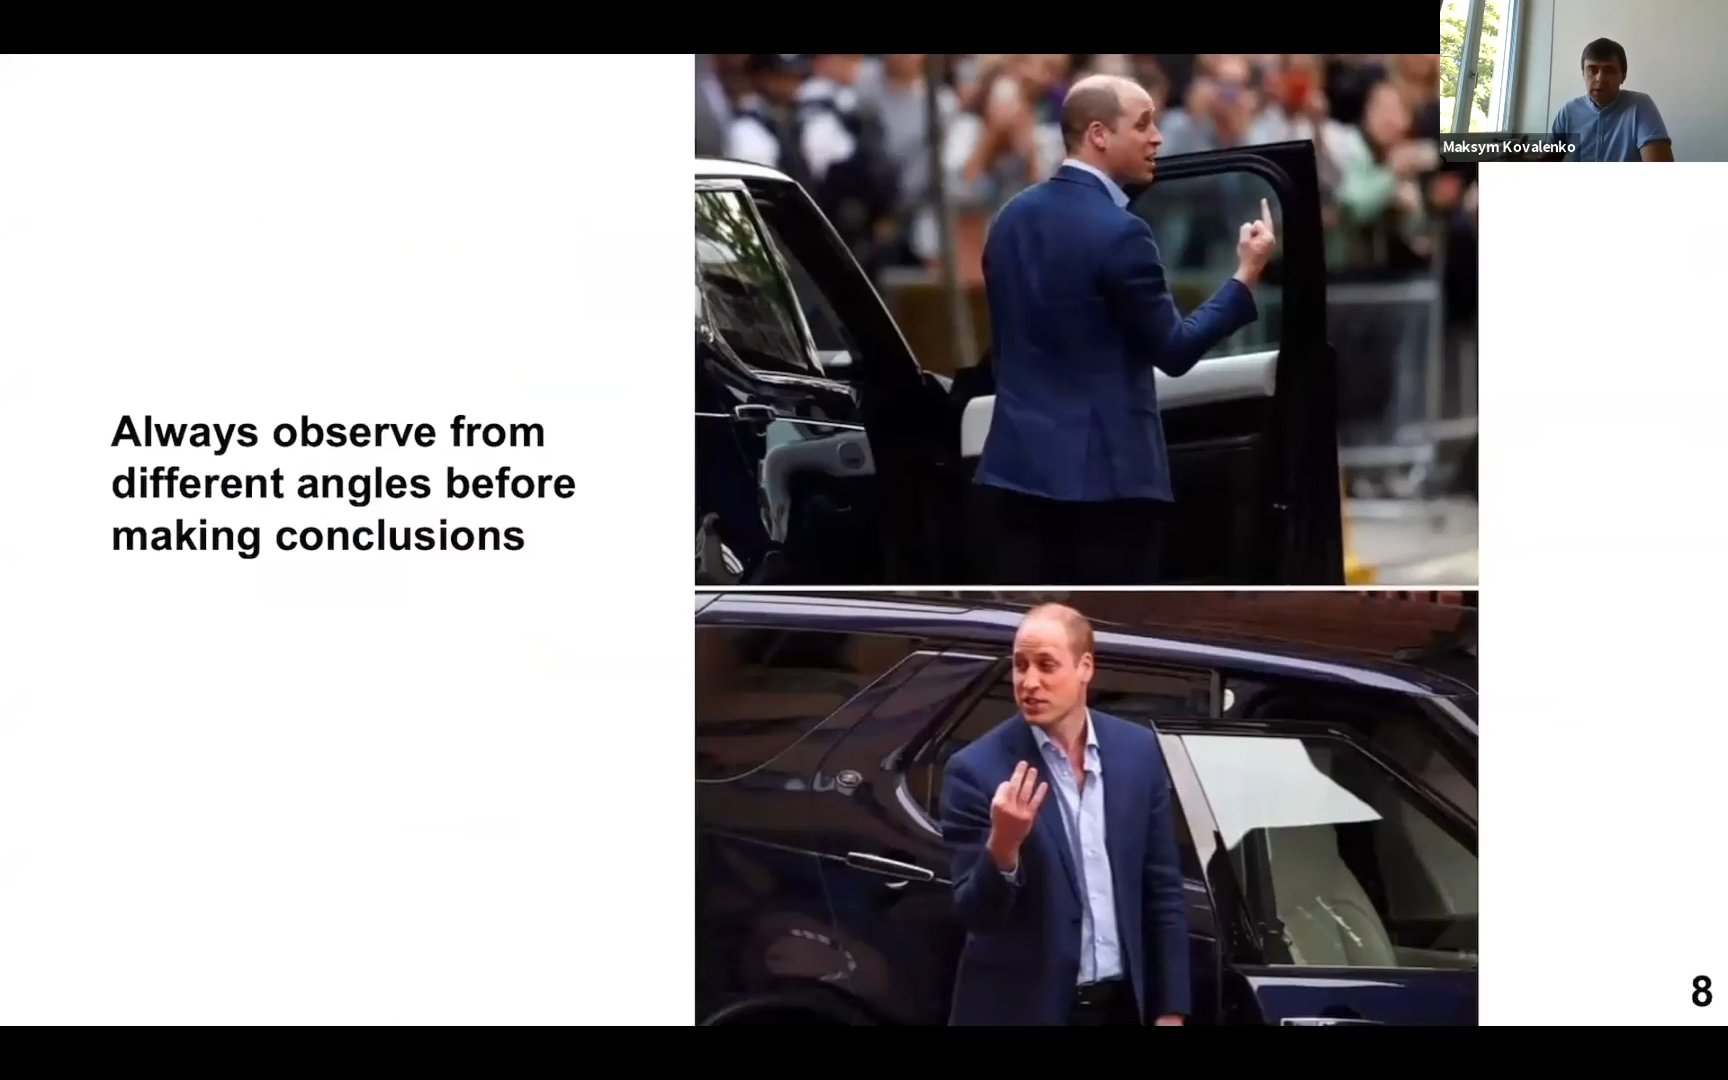 Maksym Kovalenko
Always observe from
different angles before
making conclusions
8